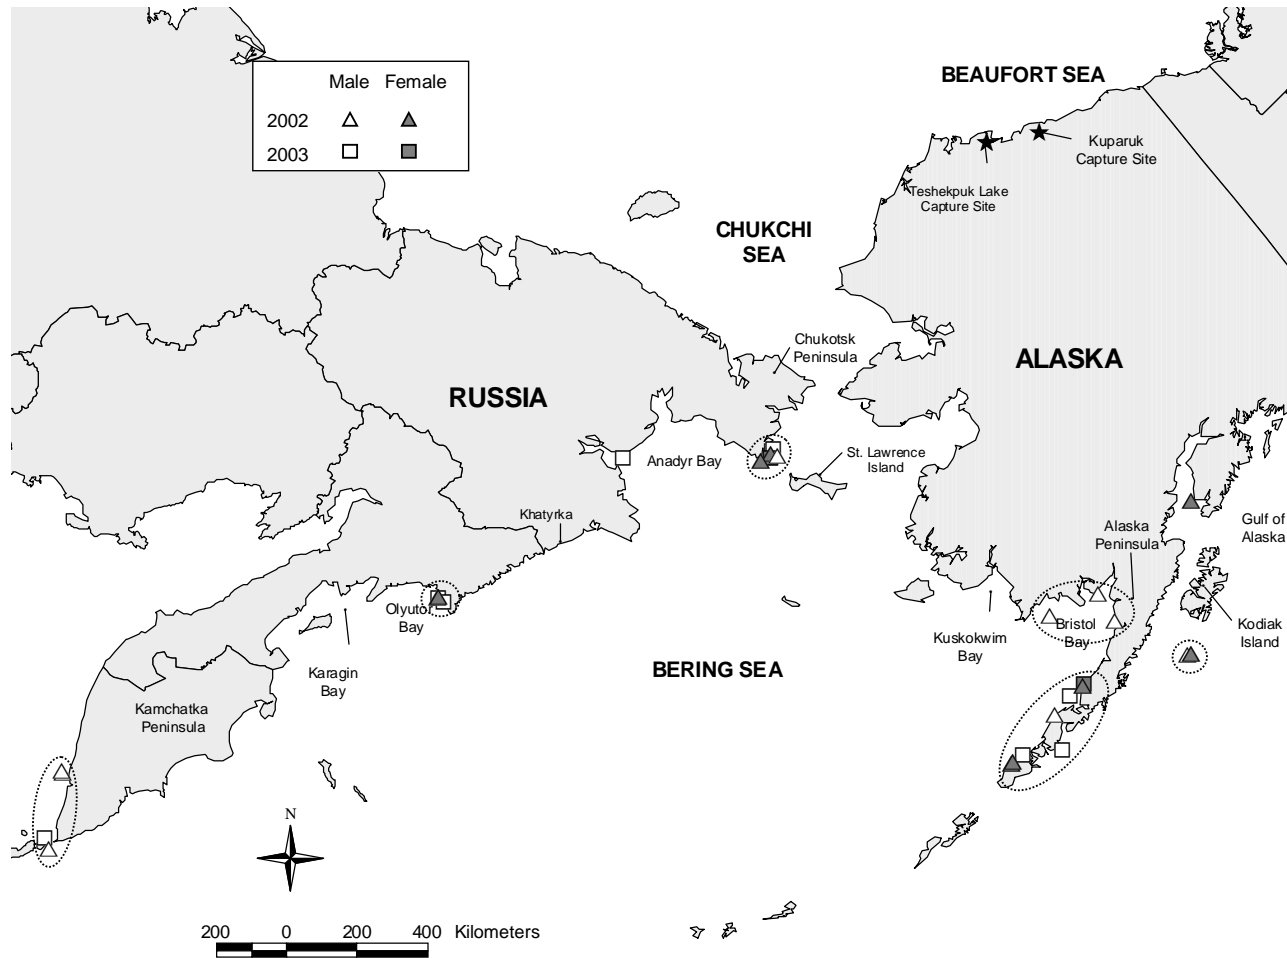 BEAUFORT SEA
Male Female
2002
2003
Kuparuk
Capture Site
Teshekpuk Lake
Capture Site
CHUKCHI
SEA
Chukotsk
Peninsula
ALASKA
RUSSIA
Anadyr Bay
St. Lawrence
Island
Khatyrka
Gulf of
Alaska
Alaska
Peninsula
Olyutor
Bay
Bristol
Bay
Kuskokwim
Bay
Kodiak
Island
Karagin
Bay
BERING SEA
Kamchatka
Peninsula
N
200 0 200 400 Kilometers